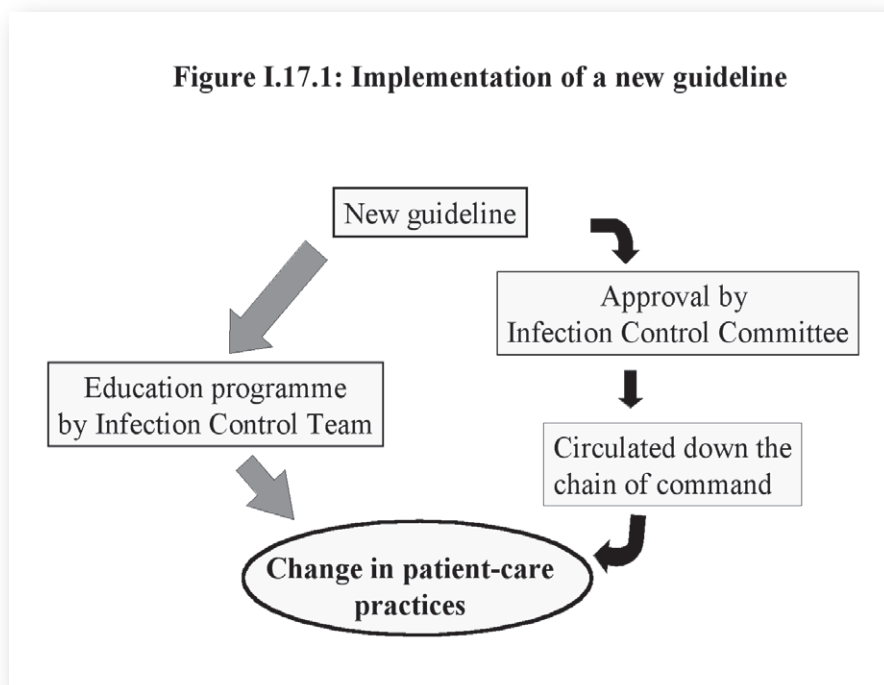 Figure I.17.1: Implementation of a new guideline
New guideline
Approval by
Infection Control Committee
Education programme
by Infection Control Team
Circulated down the
chain of command
Change in patient-care
practices